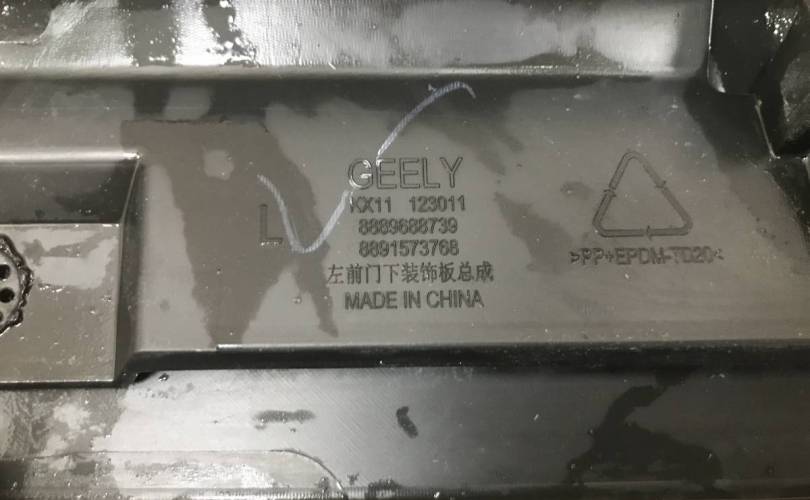 GEELY
KX11 123011
L
8889688739
8891573768
左前门下装饰板总成
MADE IN CHINA
>PP+EPDM-TD20<